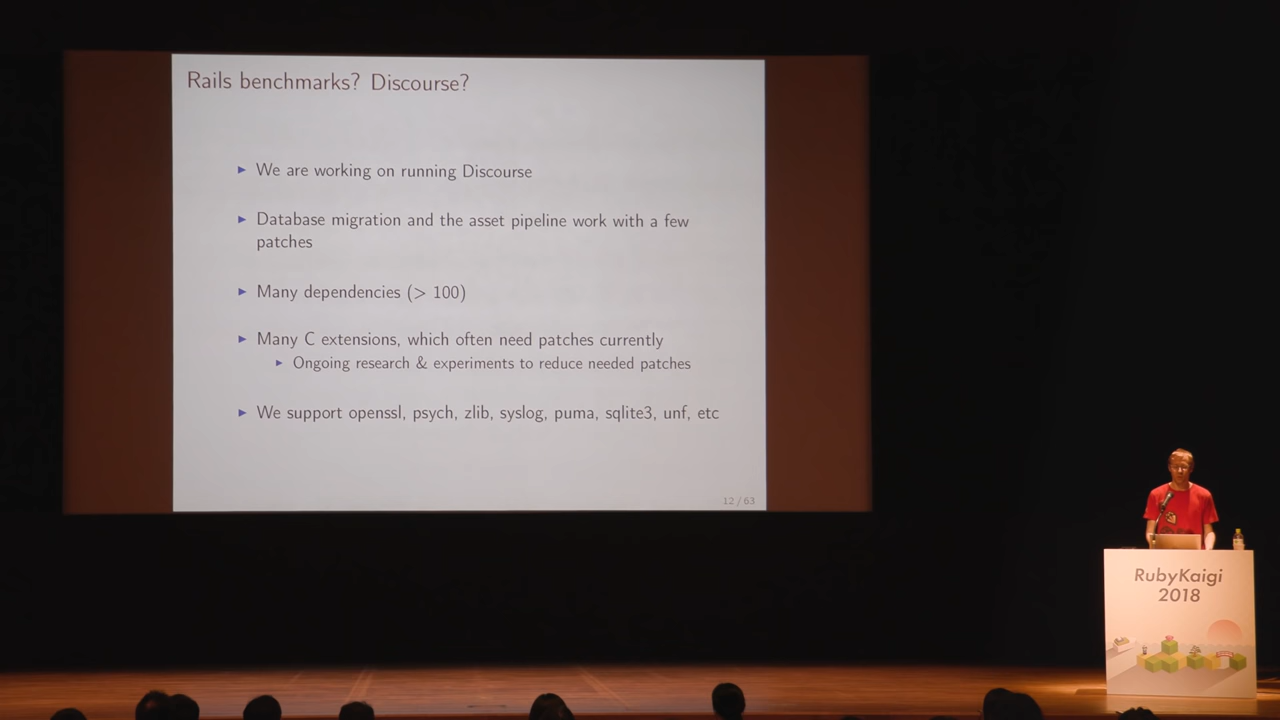 Rails benchmarks? Discourse?
► We are working on running Discourse
► Database migration and the asset pipeline work with a few
patches
► Many dependencies (> 100)
► Many C extensions, which often need patches currently
► Ongoing research & experiments to reduce needed patches
► We support openssl, psych, zlib, syslog, puma, sqlite3, unf, etc
12 / 63
RubyKaigi
2018